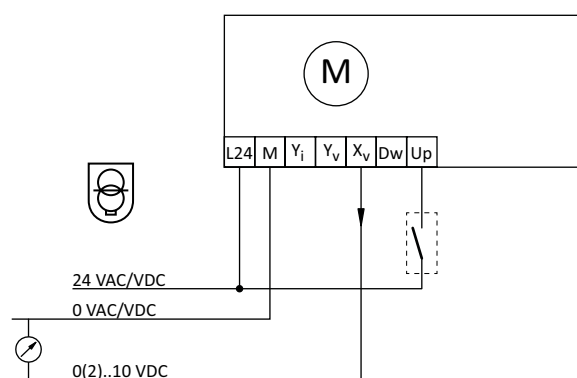 M
L24 M Yi Yv Xv Dw Up
24 VAC/VDC
0 VAC/VDC
0(2)..10 VDC